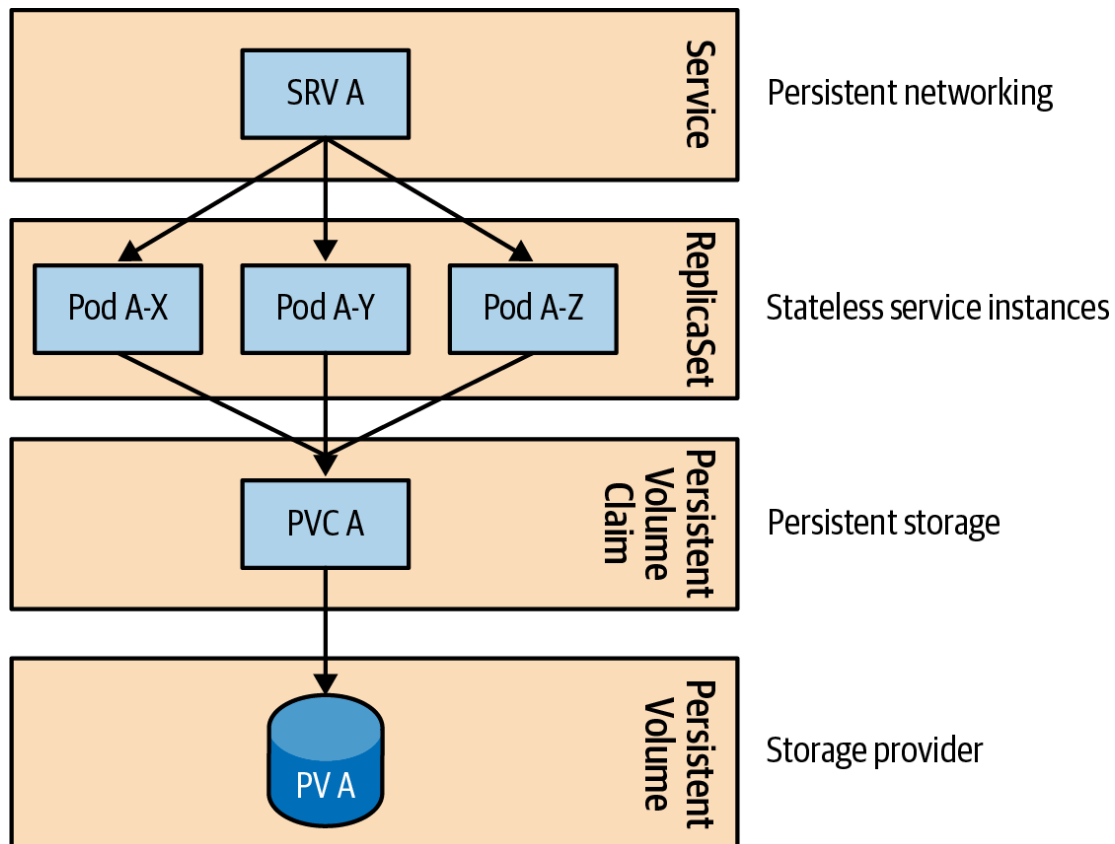 SRV A
Service
Persistent networking
Pod A-X
Pod A-Y
Pod A-Z
ReplicaSet
Stateless service instances
PVC A
Persistent
Volume
Claim
Persistent storage
PV A
Persistent
Volume
Storage provider